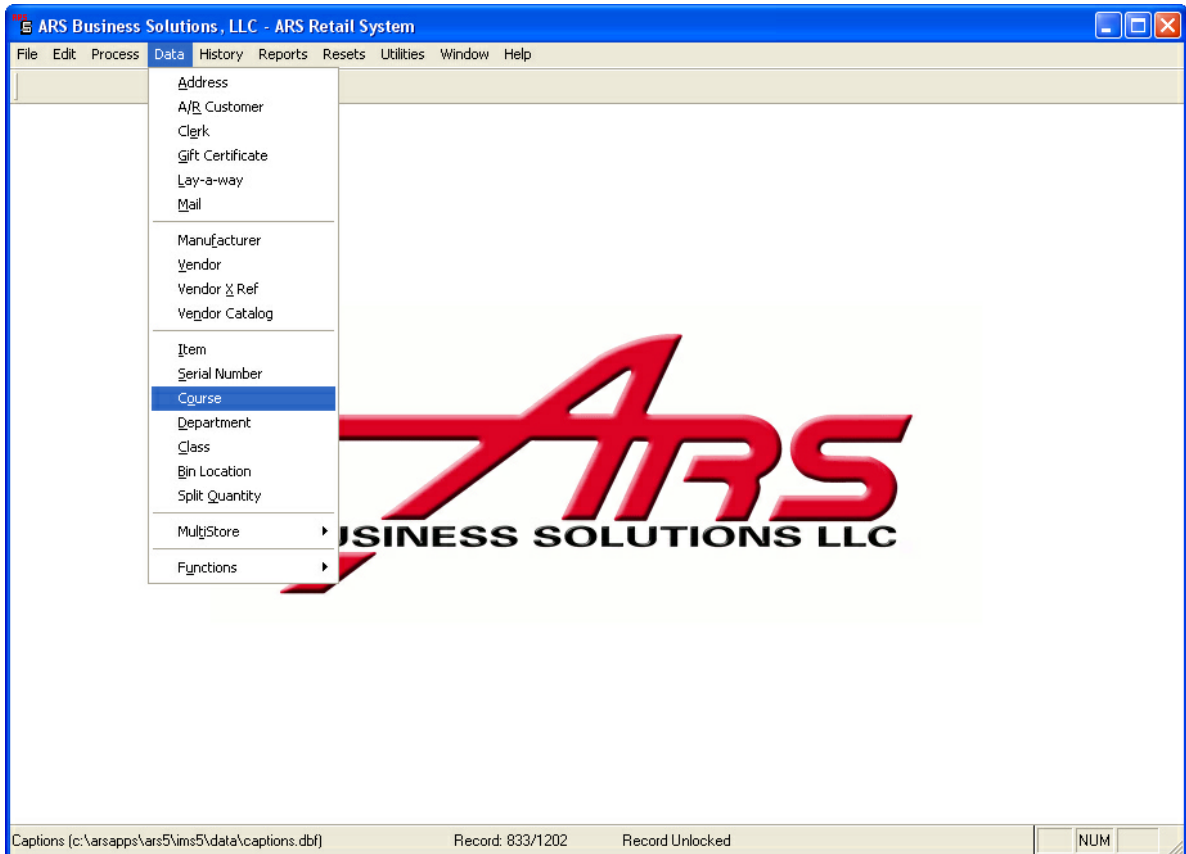 ARS Business Solutions, LLC - ARS Retail System
File Edit Process Data History Reports Resets Utilities Window Help
Address
A/R Customer
Clerk
Gift Certificate
Lay-a-way
Mail
Manufacturer
Vendor
Vendor X Ref
Vendor Catalog
Item
Serial Number
Course
Department
Class
Bin Location
Split Quantity
MultiStore
Functions
ARS
USINESS SOLUTIONS LLC
Captions (c:\arsapps\ars5\ims5\data\captions.dbf) Record: 833/1202 Record Unlocked NUM